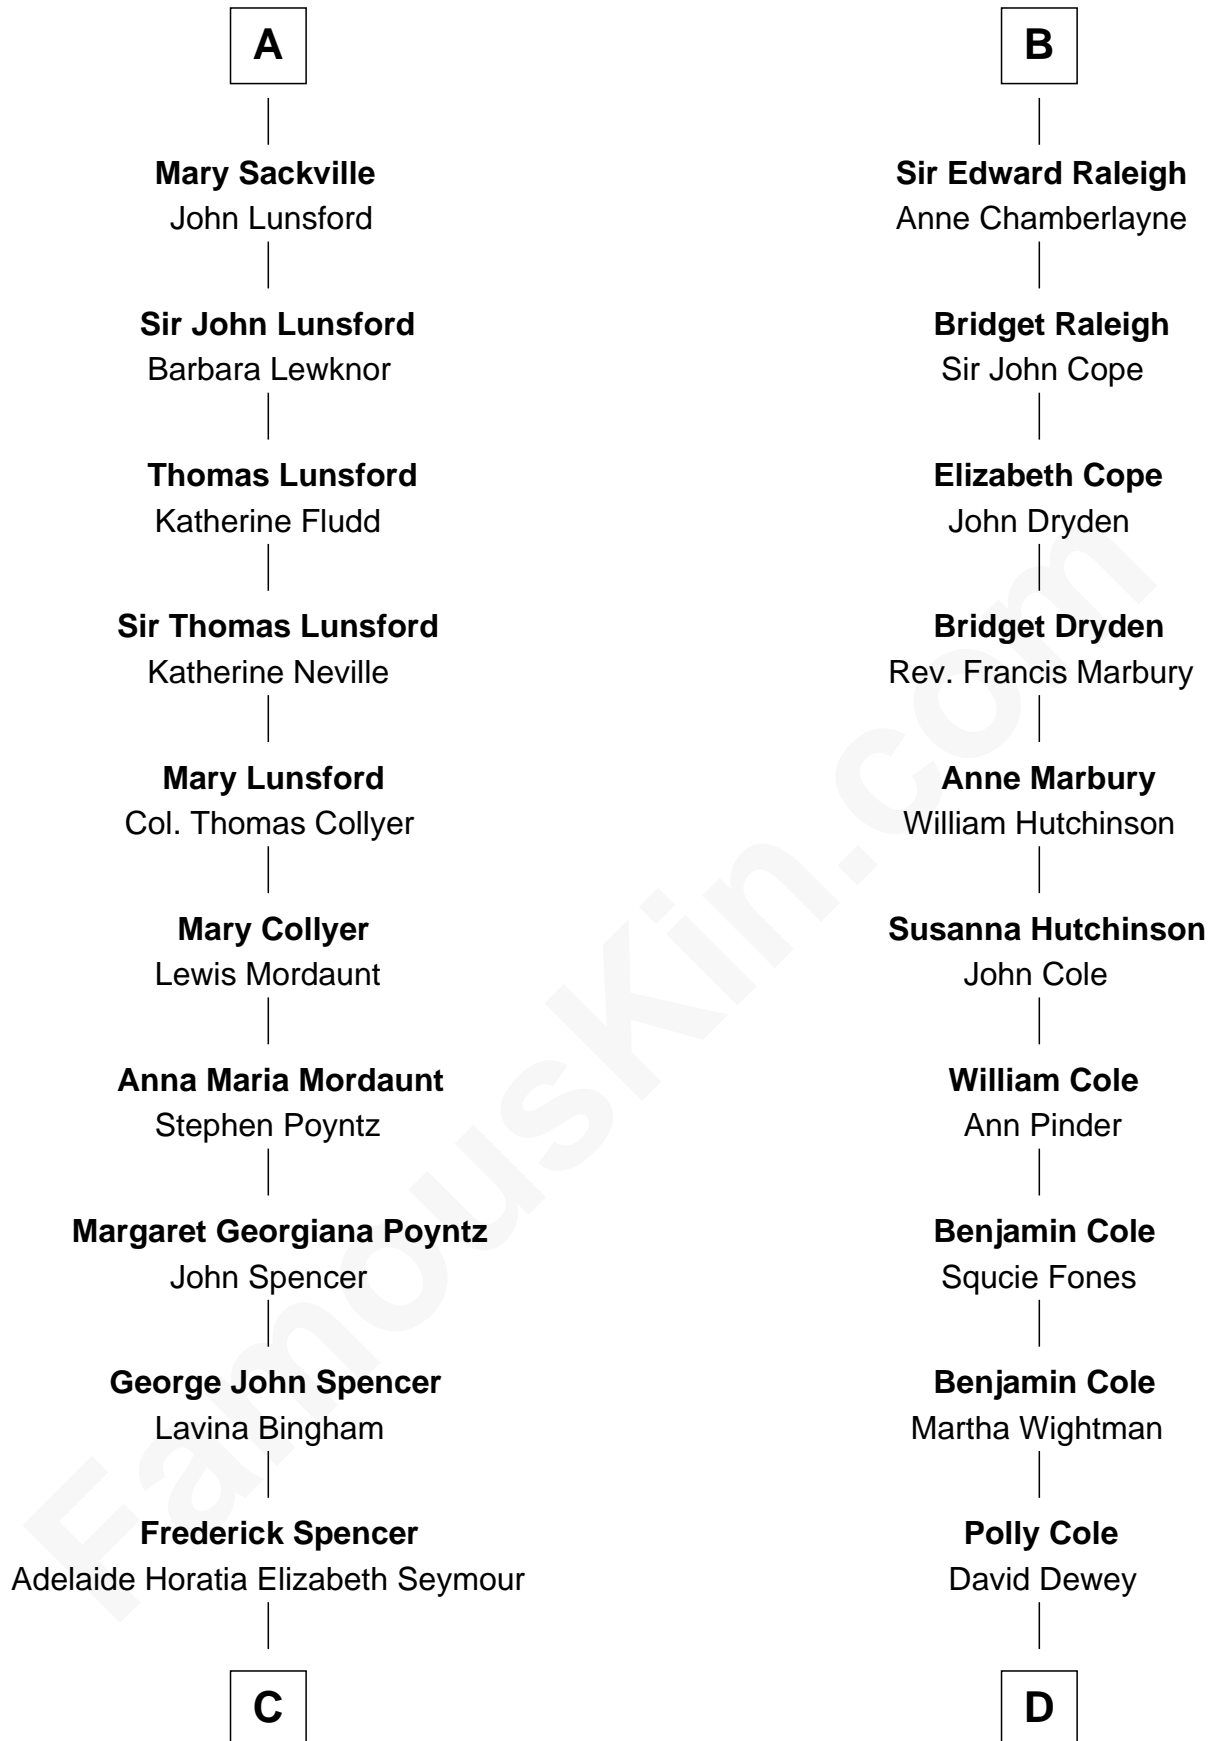 A
Mary Sackville
John Lunsford
Sir John Lunsford
Barbara Lewknor
Thomas Lunsford
Katherine Fludd
Sir Thomas Lunsford
Katherine Neville
Mary Lunsford
Col. Thomas Collyer
Mary Collyer
Lewis Mordaunt
Anna Maria Mordaunt
Stephen Poyntz
Margaret Georgiana Poyntz
John Spencer
George John Spencer
Lavina Bingham
Frederick Spencer
Adelaide Horatia Elizabeth Seymour
C
B
Sir Edward Raleigh
Anne Chamberlayne
Bridget Raleigh
Sir John Cope
Elizabeth Cope
John Dryden
Bridget Dryden
Rev. Francis Marbury
Anne Marbury
William Hutchinson
Susanna Hutchinson
John Cole
William Cole
Ann Pinder
Benjamin Cole
Squcie Fones
Benjamin Cole
Martha Wightman
Polly Cole
David Dewey
D
FamousKin.com